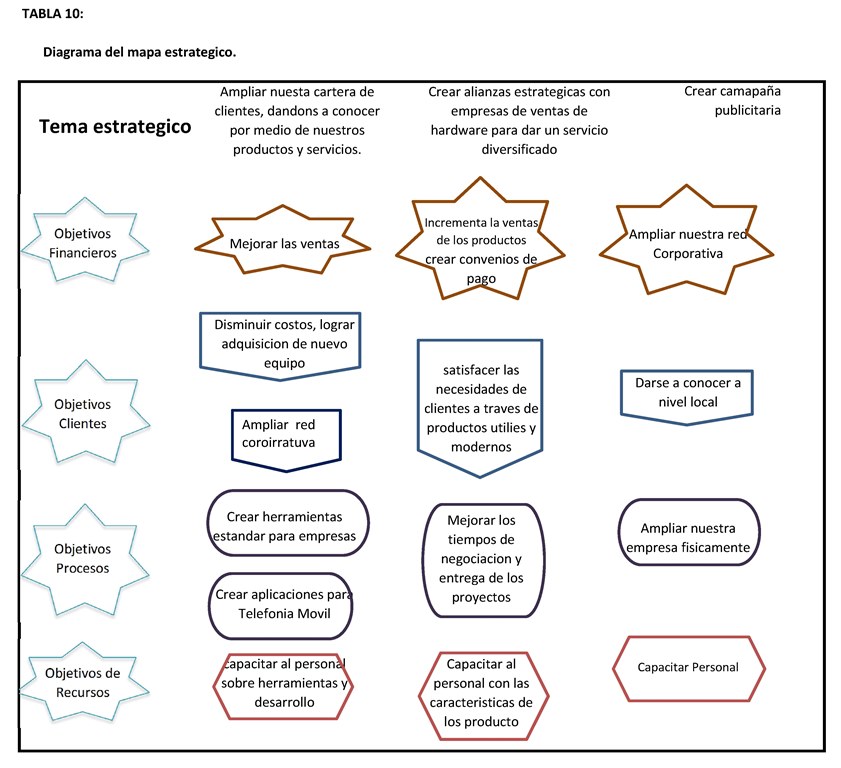 TABLA 10:
Diagrama del mapa estrategico.
Tema estrategico
Ampliar nuesta cartera de
clientes, dandons a conocer
por medio de nuestros
productos y servicios.
Crear alianzas estrategicas con
empresas de ventas de
hardware para dar un servicio
diversificado
Crear camapaña
publicitaria
Objetivos
Financieros
Mejorar las ventas
Incrementa la ventas
de los productos
crear convenios de
pago
Ampliar nuestra red
Corporativa
Objetivos
Clientes
Disminuir costos, lograr
adquisicion de nuevo
equipo
Ampliar red
coroirratuva
satisfacer las
necesidades de
clientes a traves de
productos utilies y
modernos
Darse a conocer a
nivel local
Objetivos
Procesos
Crear herramientas
estandar para empresas
Crear aplicaciones para
Telefonia Movil
Mejorar los
tiempos de
negociacion y
entrega de los
proyectos
Ampliar nuestra
empresa fisicamente
Objetivos de
Recursos
capacitar al personal
sobre herramientas y
desarrollo
Capacitar al
personal con las
caracteristicas de
los producto
Capacitar Personal